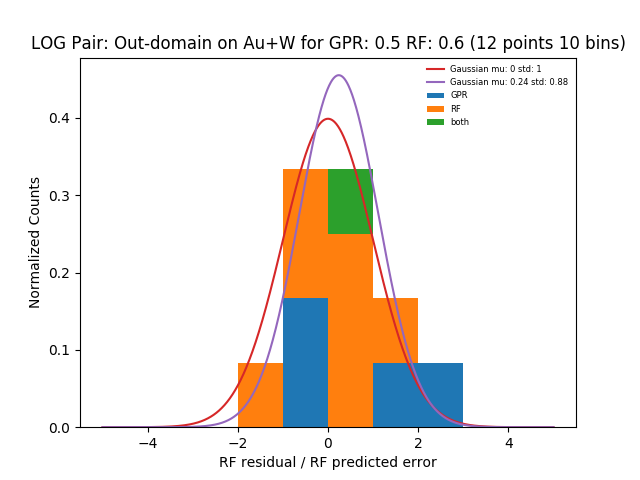 LOG Pair: Out-domain on Au+W for GPR: 0.5 RF: 0.6 (12 points 10 bins)
Gaussian mu: 0 std: 1
Gaussian mu: 0.24 std: 0.88
GPR
RF
both
Normalized Counts
0.4
0.3
0.2
0.1
0.0
−4 −2 0 2 4
RF residual / RF predicted error